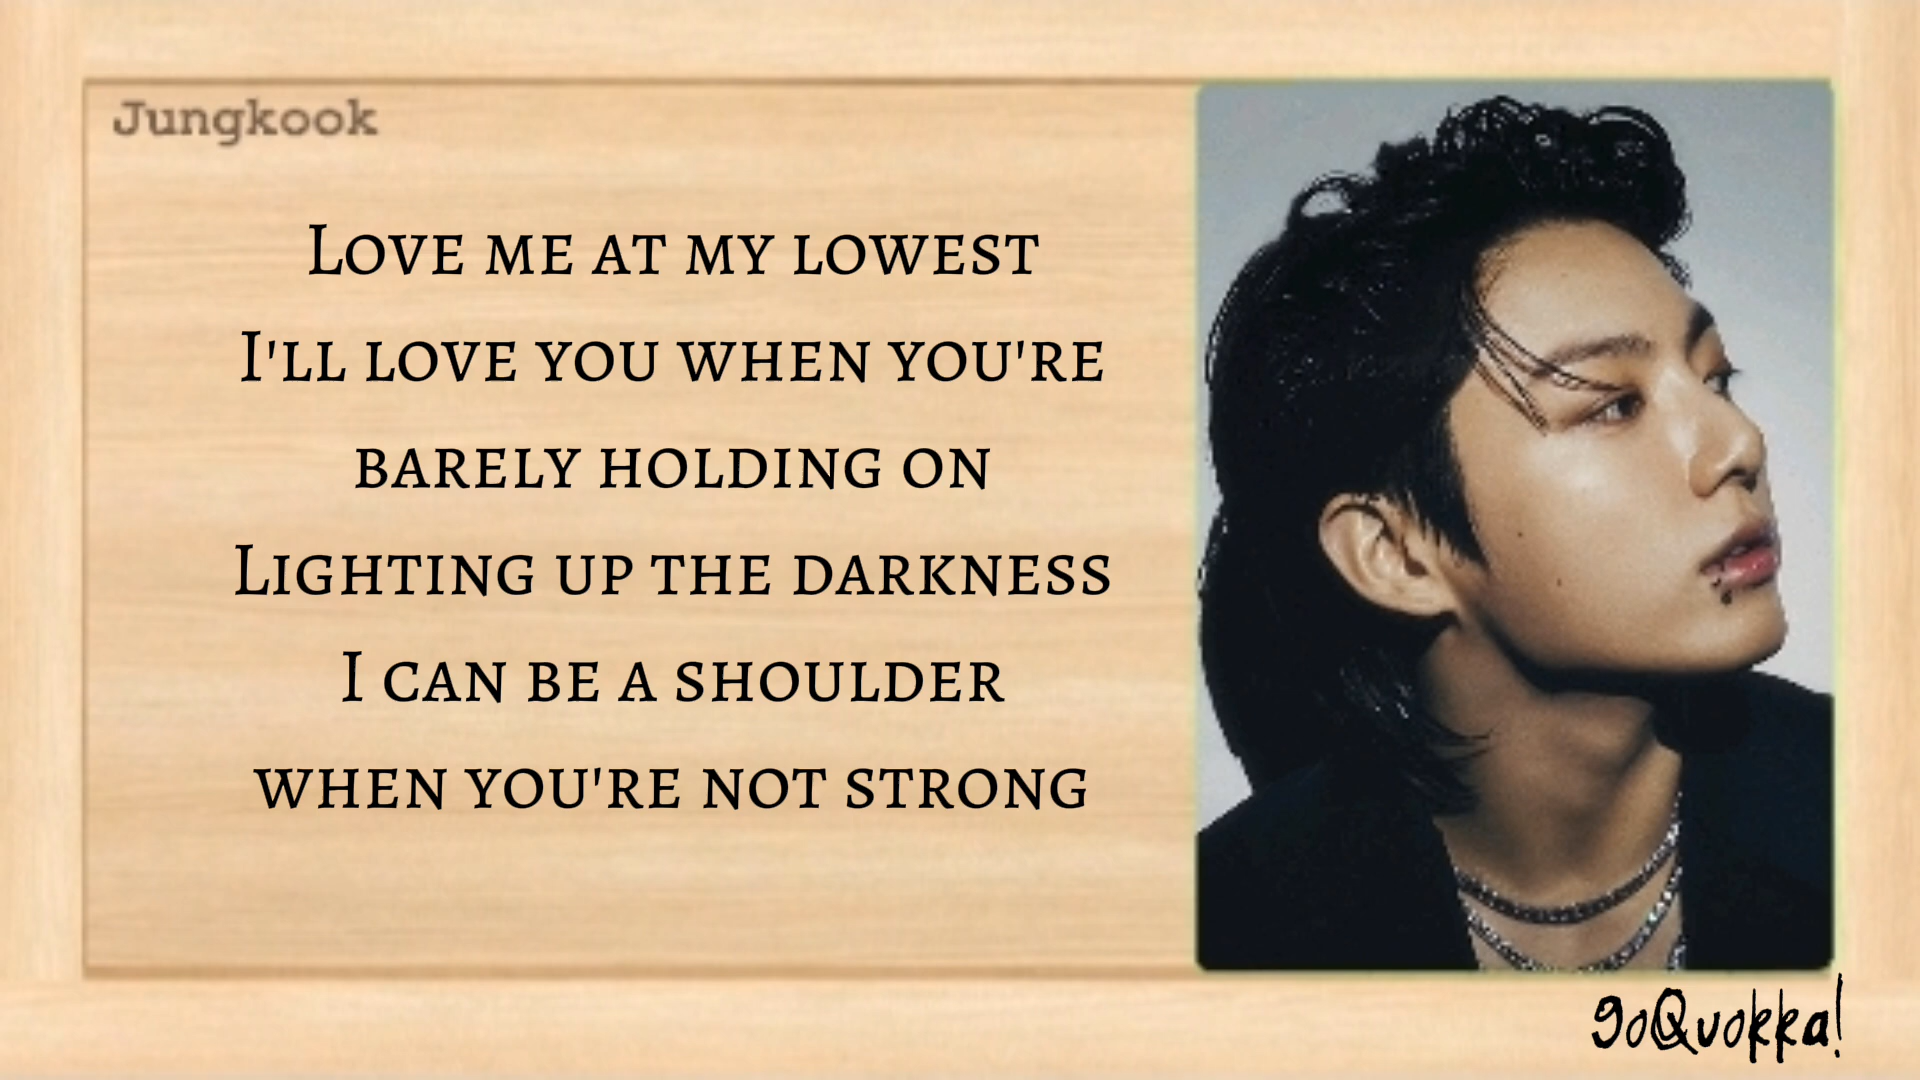 Jungkook
Love me at my lowest
I'll love you when you're
barely holding on
Lighting up the darkness
I can be a shoulder
when you're not strong
goQuokka!